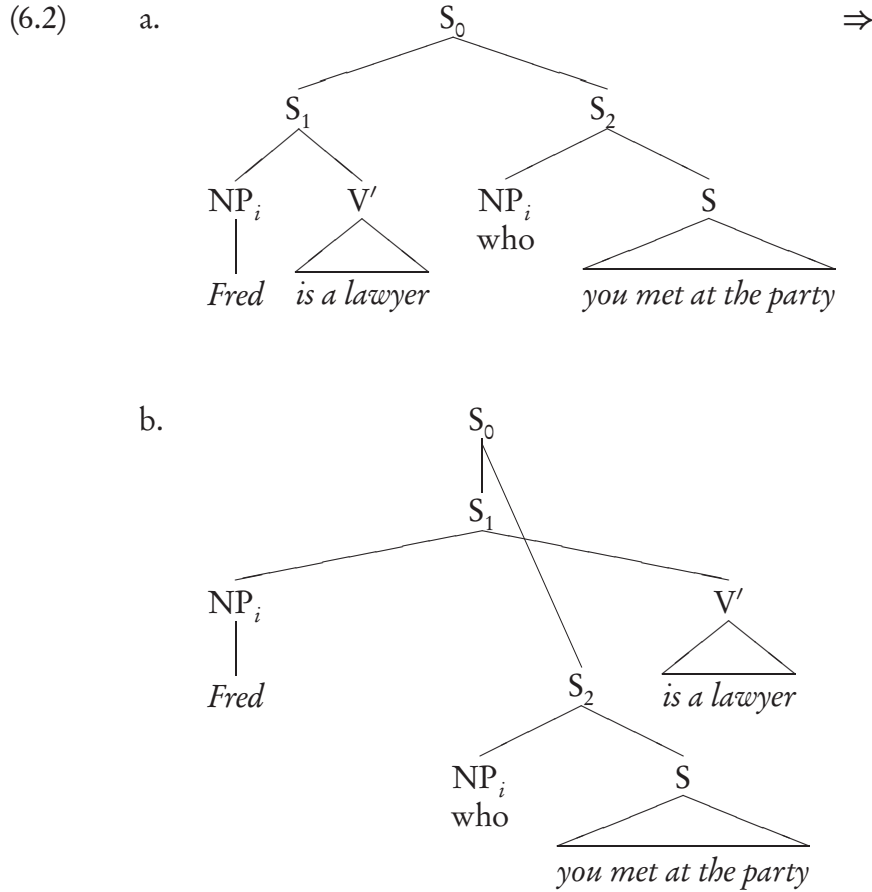 (6.2) a. S₀ ⇒
S₁ S₂
NPᵢ V′ NPᵢ S
who
Fred is a lawyer you met at the party
b. S₀
S₁
NPᵢ V′
Fred S₂ is a lawyer
NPᵢ S
who
you met at the party